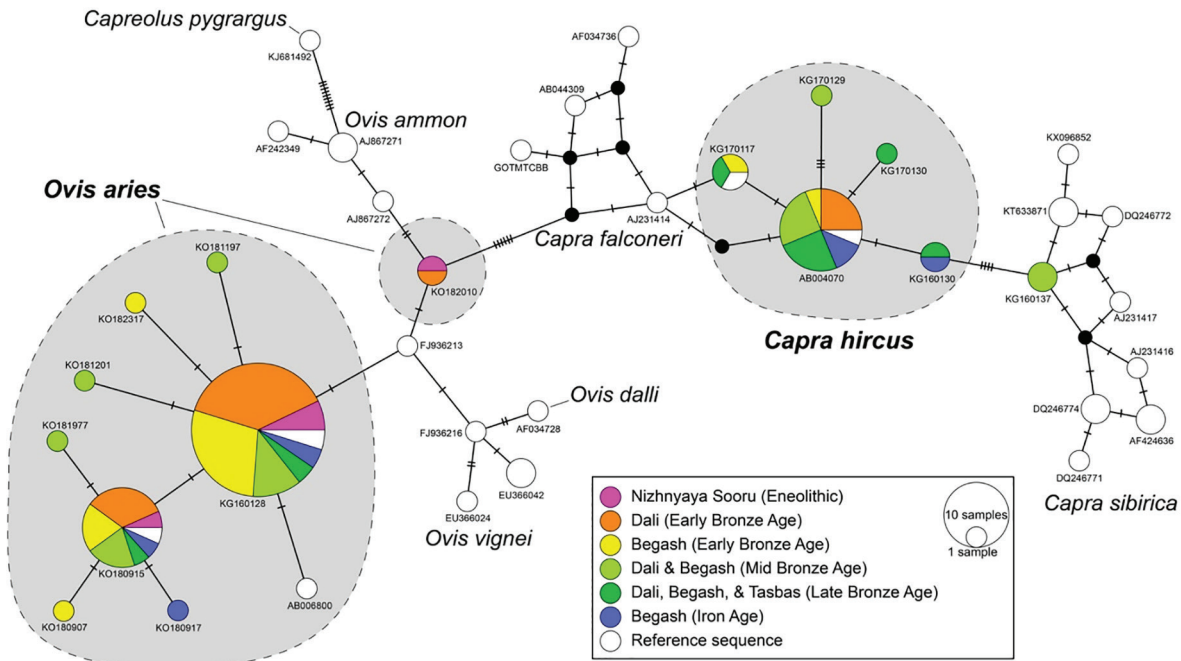 Capreolus pygrargus
KJ681492
AF034736
AB044309
KG170129
Ovis ammon
AJ867271
AF242349
GOTMTCBB
KG170117
KG170130
KX096852
Ovis aries
AJ867272
AJ231414
KT633871
DQ246772
Capra falconeri
KO181197
KO182010
AB004070
KG160130
KG160137
KO182317
AJ231417
Capra hircus
FJ936213
KO181201
AJ231416
Ovis dalli
DQ246774
AF034728
AF424636
KO181977
FJ936216
DQ246771
KG160128
EU366042
EU366024
Capra sibirica
Ovis vignei
KO180915
AB006800
KO180907
KO180917
Nizhnyaya Sooru (Eneolithic)
Dali (Early Bronze Age)
Begash (Early Bronze Age)
Dali & Begash (Mid Bronze Age)
Dali, Begash, & Tasbas (Late Bronze Age)
Begash (Iron Age)
Reference sequence
10 samples
1 sample